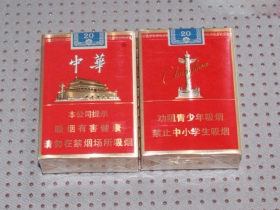 20
中華
本公司提示
吸烟有害健康
请勿在禁烟场所吸烟
20
劝阻青少年吸烟
禁止中小学生吸烟